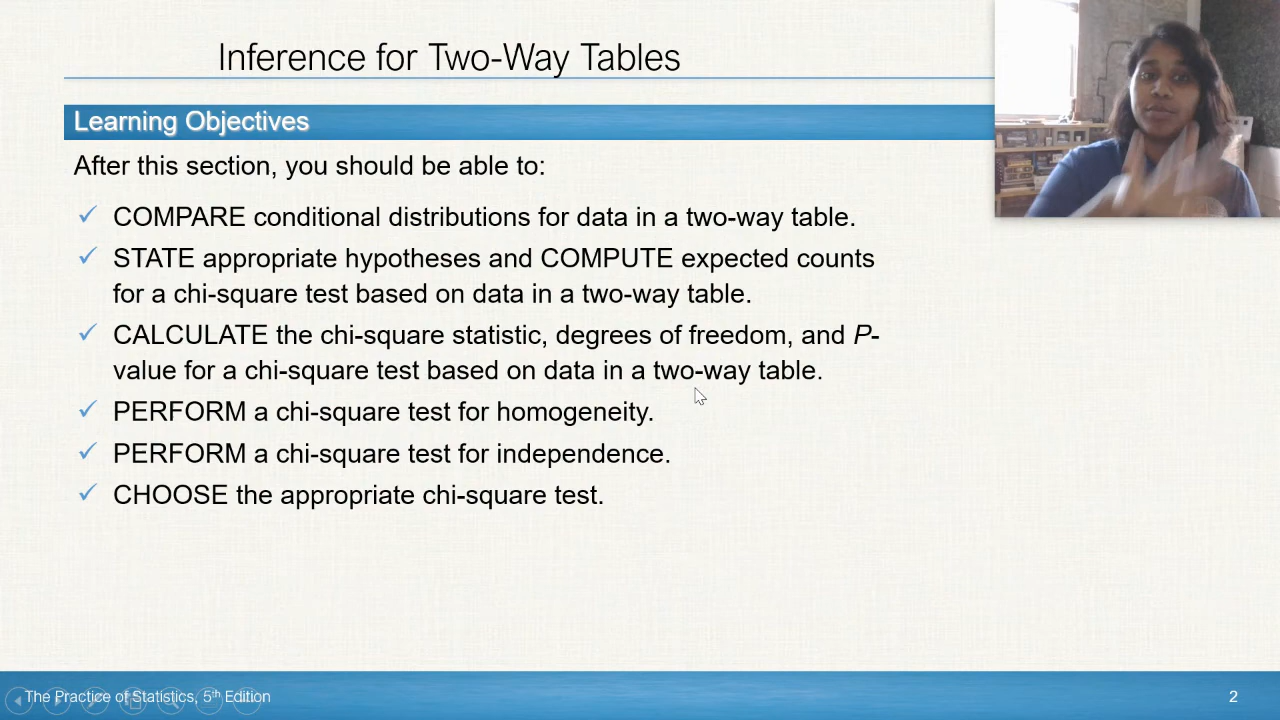 Inference for Two-Way Tables
Learning Objectives
After this section, you should be able to:
✓ COMPARE conditional distributions for data in a two-way table.
✓ STATE appropriate hypotheses and COMPUTE expected counts
for a chi-square test based on data in a two-way table.
✓ CALCULATE the chi-square statistic, degrees of freedom, and P-
value for a chi-square test based on data in a two-way table.
✓ PERFORM a chi-square test for homogeneity.
✓ PERFORM a chi-square test for independence.
✓ CHOOSE the appropriate chi-square test.
The Practice of Statistics, 5th Edition
2